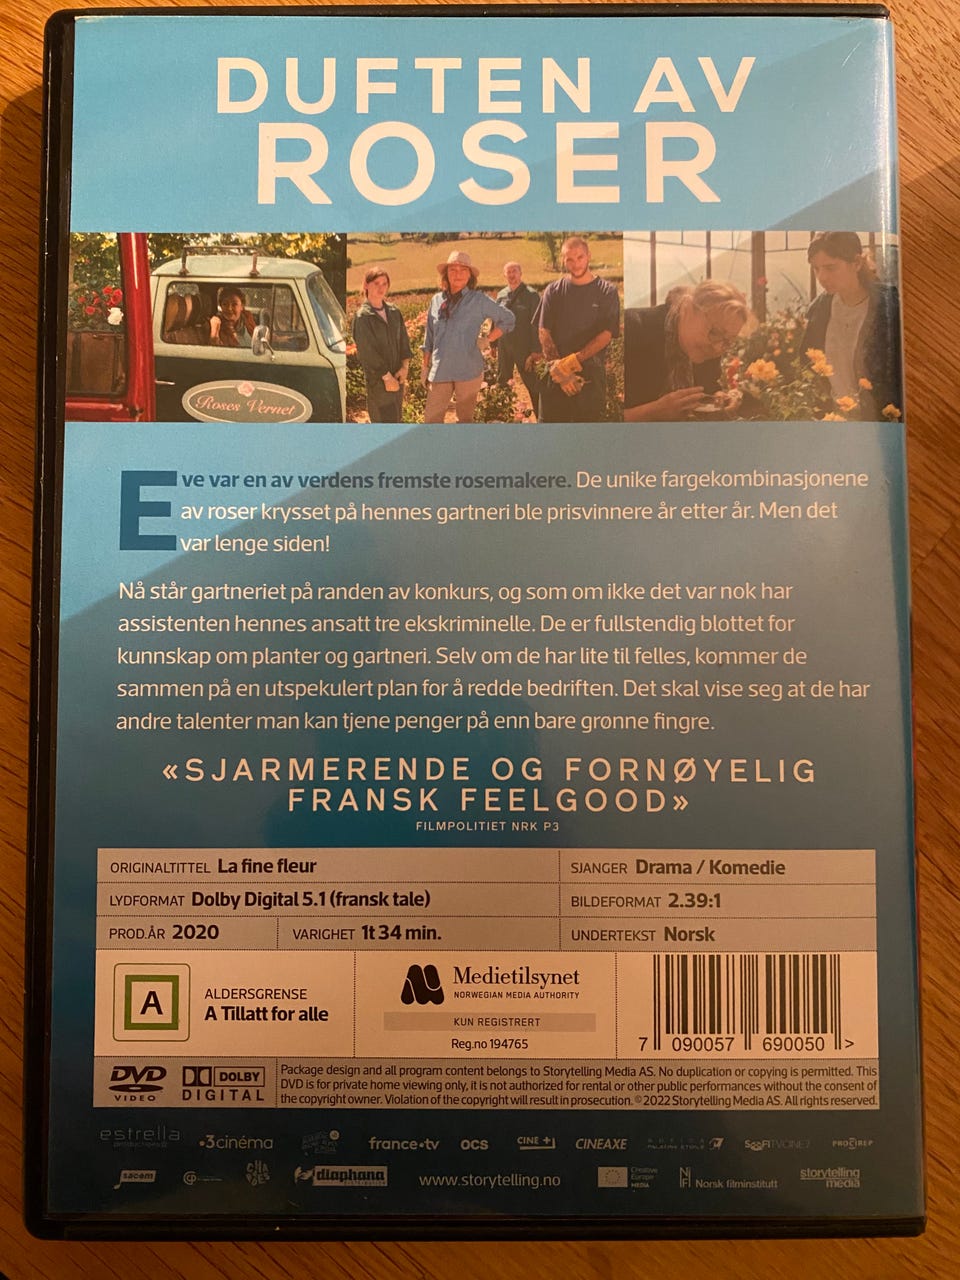 DUFTEN AV
ROSER
Roses Vernet
Eve var en av verdens fremste rosemakere. De unike fargekombinasjonene
av roser krysset på hennes gartneri ble prisvinnere år etter år. Men det
var lenge siden!
Nå står gartneriet på randen av konkurs, og som om ikke det var nok har
assistenten hennes ansatt tre ekskriminelle. De er fullstendig blottet for
kunnskap om planter og gartneri. Selv om de har lite til felles, kommer de
sammen på en utspekulert plan for å redde bedriften. Det skal vise seg at de har
andre talenter man kan tjene penger på enn bare grønne fingre.
«SJARMERENDE OG FORNØYELIG
FRANSK FEELGOOD»
FILMPOLITIET NRK P3
ORIGINALTITTEL La fine fleur
SJANGER Drama / Komedie
LYDFORMAT Dolby Digital 5.1 (fransk tale)
BILDEFORMAT 2.39:1
PROD.ÅR 2020
VARIGHET 1t 34 min.
UNDERTEKST Norsk
A
ALDERSGRENSE
A Tillatt for alle
Medietilsynet
NORWEGIAN MEDIA AUTHORITY
KUN REGISTRERT
Reg.no 194765
7 090057 690050 >
DVD
VIDEO
DOLBY
DIGITAL
Package design and all program content belongs to Storytelling Media AS. No duplication or copying is permitted. This
DVD is for private home viewing only, it is not authorized for rental or other public performances without the consent of
the copyright owner. Violation of the copyright will result in prosecution. ©2022 Storytelling Media AS. All rights reserved.
estrella
productions
•3cinéma
france•tv
ocs
CINE+
CINEAXE
PALATINE ETOILE
SOFITVCINE 7
PROCIREP
sacem
diaphana
www.storytelling.no
Creative
Europe
MEDIA
Norsk filminstitutt
storytelling
media